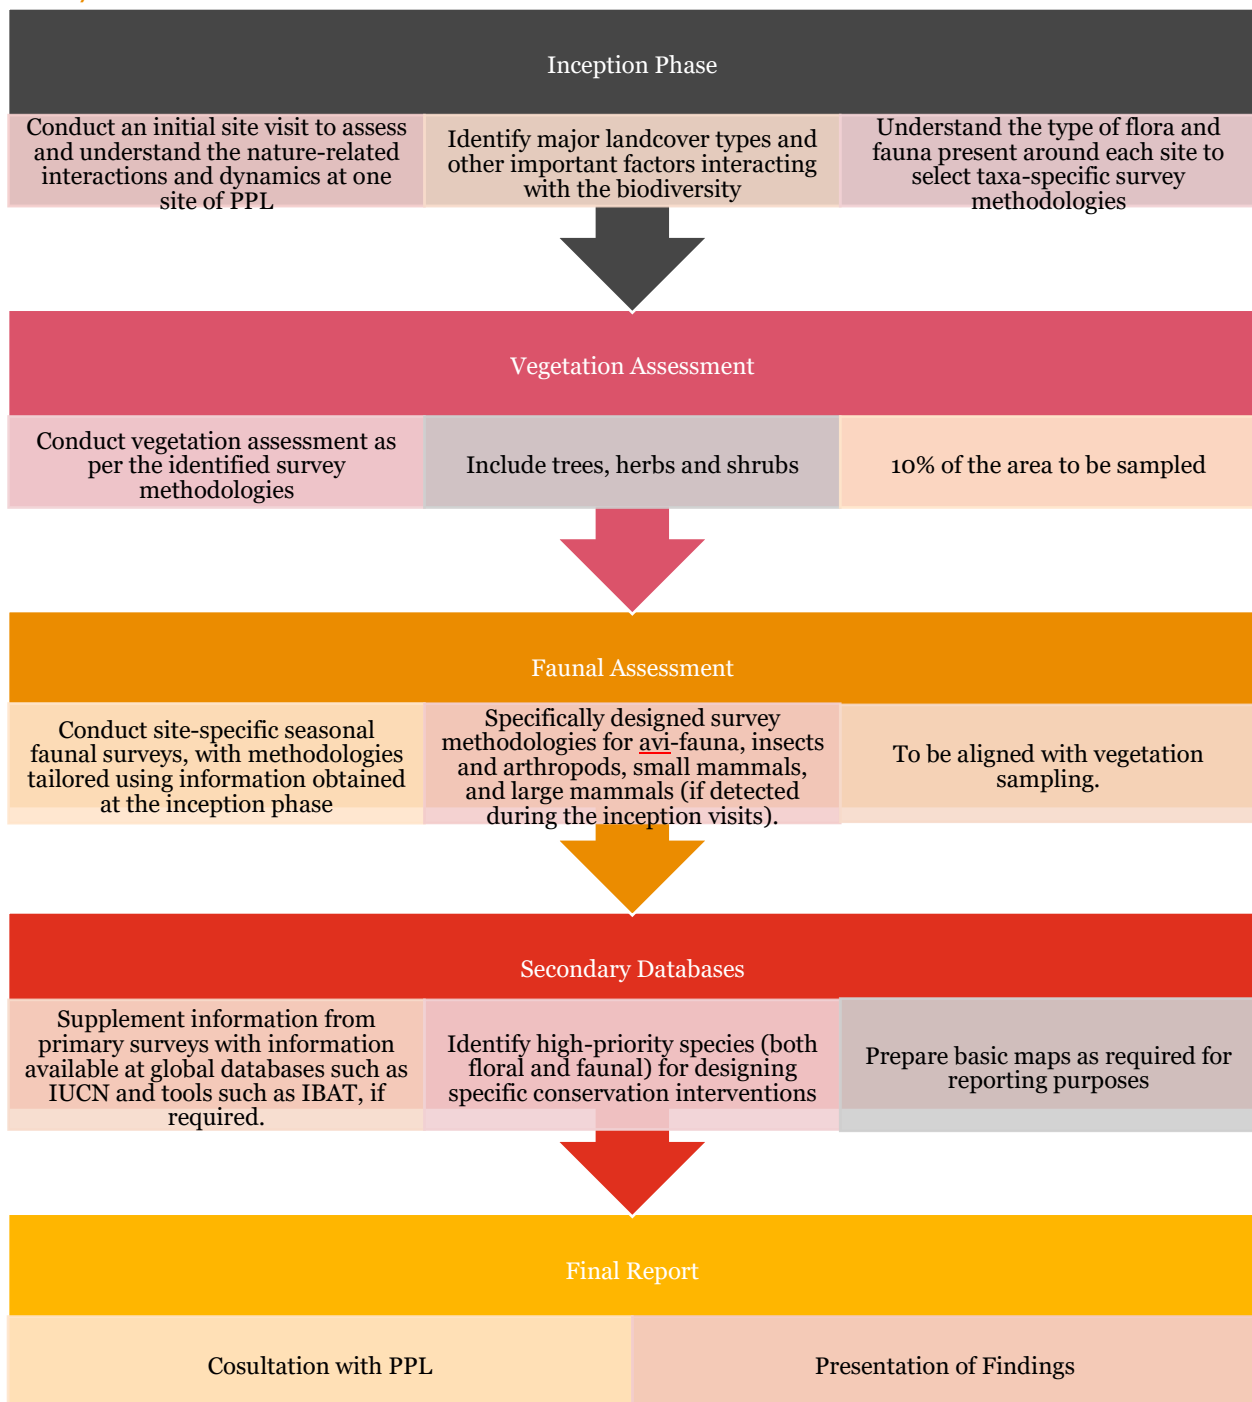 Inception Phase
Conduct an initial site visit to assess
and understand the nature-related
interactions and dynamics at one
site of PPL
Identify major landcover types and
other important factors interacting
with the biodiversity
Understand the type of flora and
fauna present around each site to
select taxa-specific survey
methodologies
Vegetation Assessment
Conduct vegetation assessment as
per the identified survey
methodologies
Include trees, herbs and shrubs
10% of the area to be sampled
Faunal Assessment
Conduct site-specific seasonal
faunal surveys, with methodologies
tailored using information obtained
at the inception phase
Specifically designed survey
methodologies for avi-fauna, insects
and arthropods, small mammals,
and large mammals (if detected
during the inception visits).
To be aligned with vegetation
sampling.
Secondary Databases
Supplement information from
primary surveys with information
available at global databases such as
IUCN and tools such as IBAT, if
required.
Identify high-priority species (both
floral and faunal) for designing
specific conservation interventions
Prepare basic maps as required for
reporting purposes
Final Report
Cosultation with PPL
Presentation of Findings